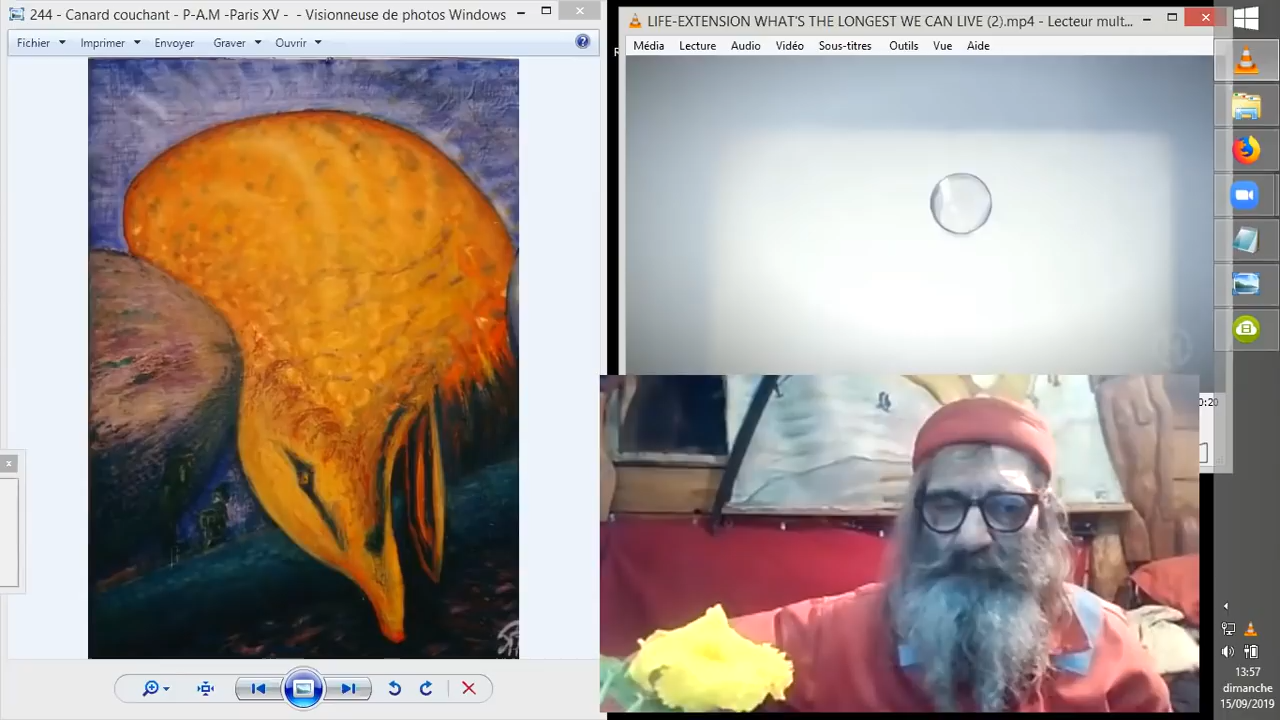 244 - Canard couchant - P-A-M -Paris XV . . - Visionneuse de photos Windows
Fichier Imprimer Envoyer Graver Ouvrir
LIFE-EXTENSION WHAT'S THE LONGEST WE CAN LIVE (2).mp4 - Lecteur mult...
Média Lecture Audio Vidéo Sous-titres Outils Vue Aide
0:20
13:57
dimanche
15/09/2019